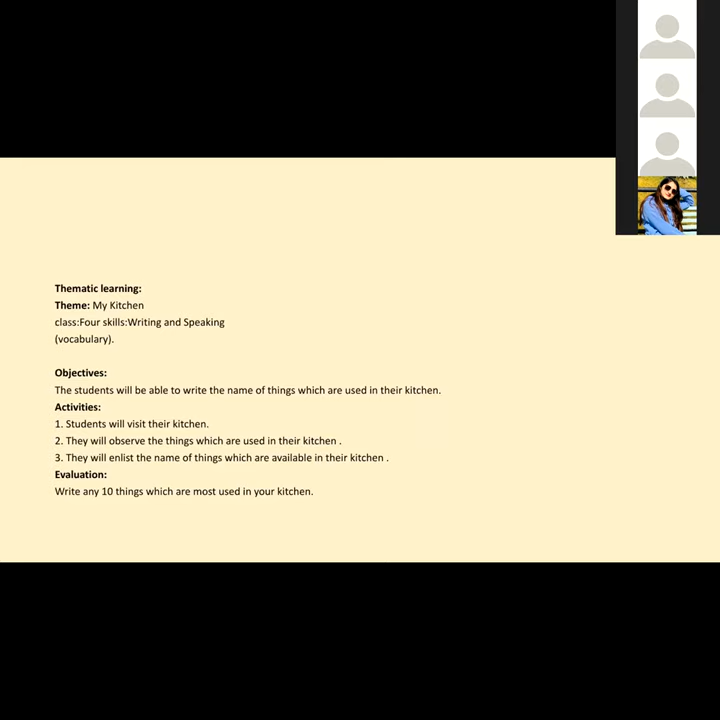 Thematic learning:
Theme: My Kitchen
class:Four skills:Writing and Speaking
(vocabulary).
Objectives:
The students will be able to write the name of things which are used in their kitchen.
Activities:
1. Students will visit their kitchen.
2. They will observe the things which are used in their kitchen .
3. They will enlist the name of things which are available in their kitchen .
Evaluation:
Write any 10 things which are most used in your kitchen.